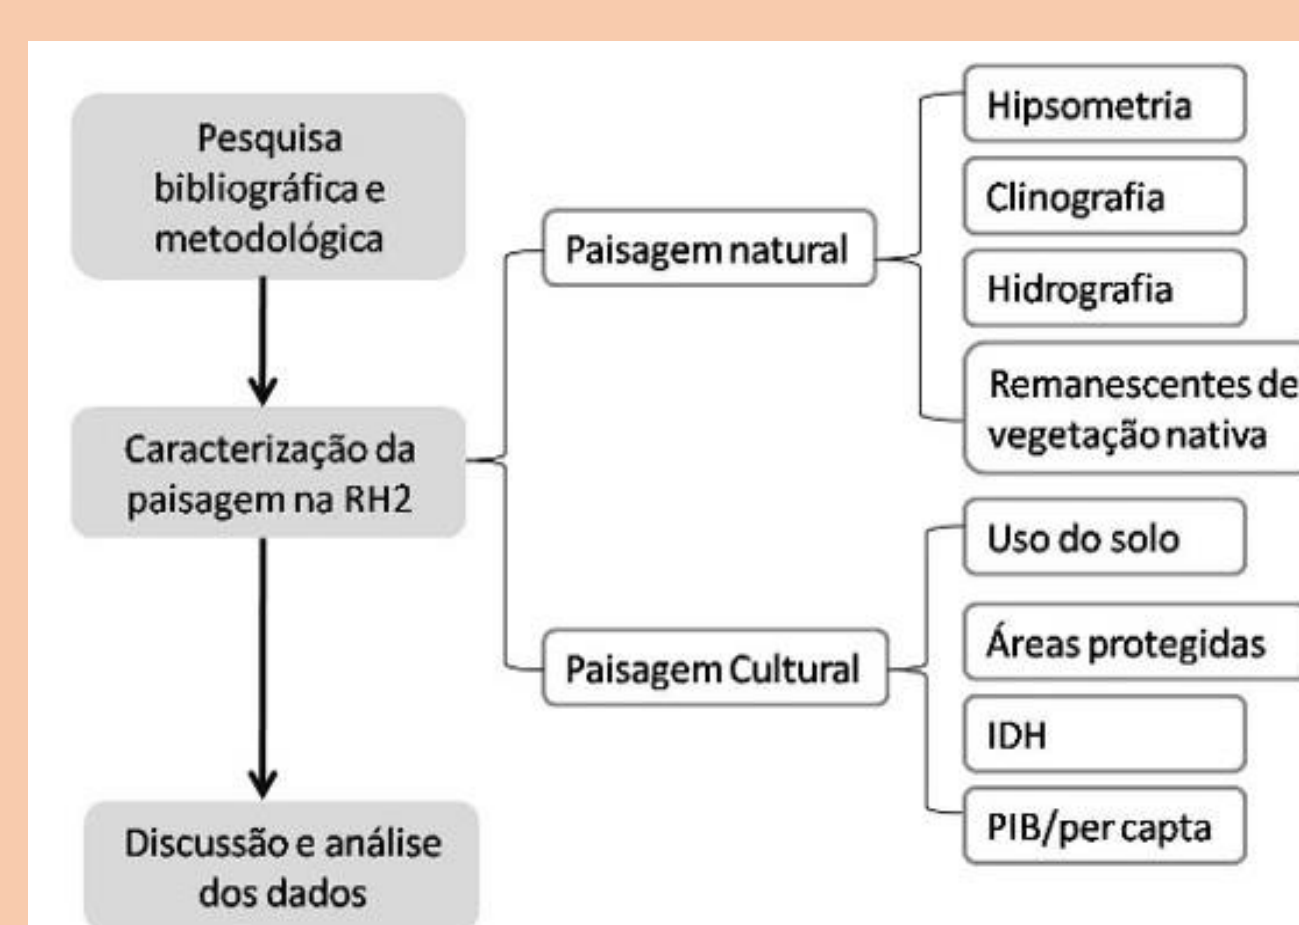 Pesquisa
bibliográfica e
metodológica
Caracterização da
paisagem na RH2
Discussão e análise
dos dados
Paisagem natural
Paisagem Cultural
Hipsometria
Clinografia
Hidrografia
Remanescentes de
vegetação nativa
Uso do solo
Áreas protegidas
IDH
PIB/per capta